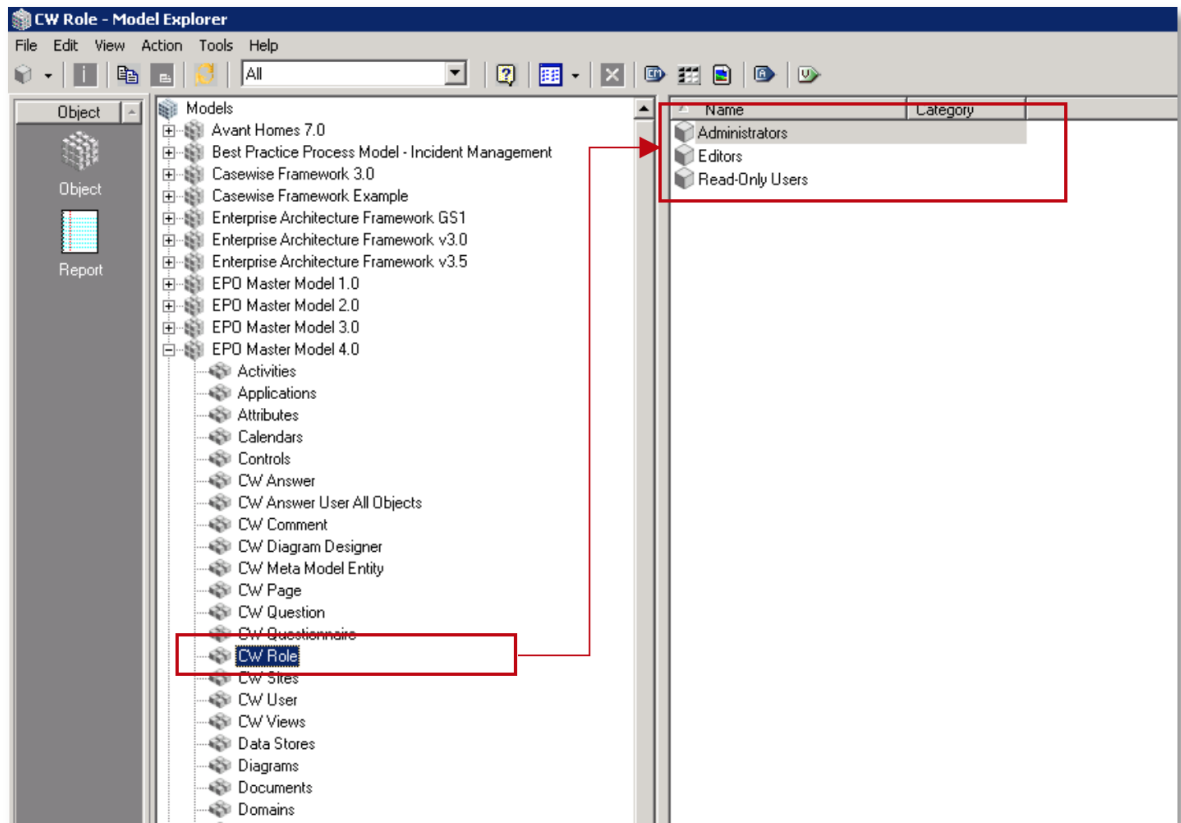 CW Role - Model Explorer
File Edit View Action Tools Help
All
Object
Object
Report
Models
Avant Homes 7.0
Best Practice Process Model - Incident Management
Casewise Framework 3.0
Casewise Framework Example
Enterprise Architecture Framework GS1
Enterprise Architecture Framework v3.0
Enterprise Architecture Framework v3.5
EPO Master Model 1.0
EPO Master Model 2.0
EPO Master Model 3.0
EPO Master Model 4.0
Activities
Applications
Attributes
Calendars
Controls
CW Answer
CW Answer User All Objects
CW Comment
CW Diagram Designer
CW Meta Model Entity
CW Page
CW Question
CW Questionnaire
CW Role
CW Sites
CW User
CW Views
Data Stores
Diagrams
Documents
Domains
Name Category
Administrators
Editors
Read-Only Users